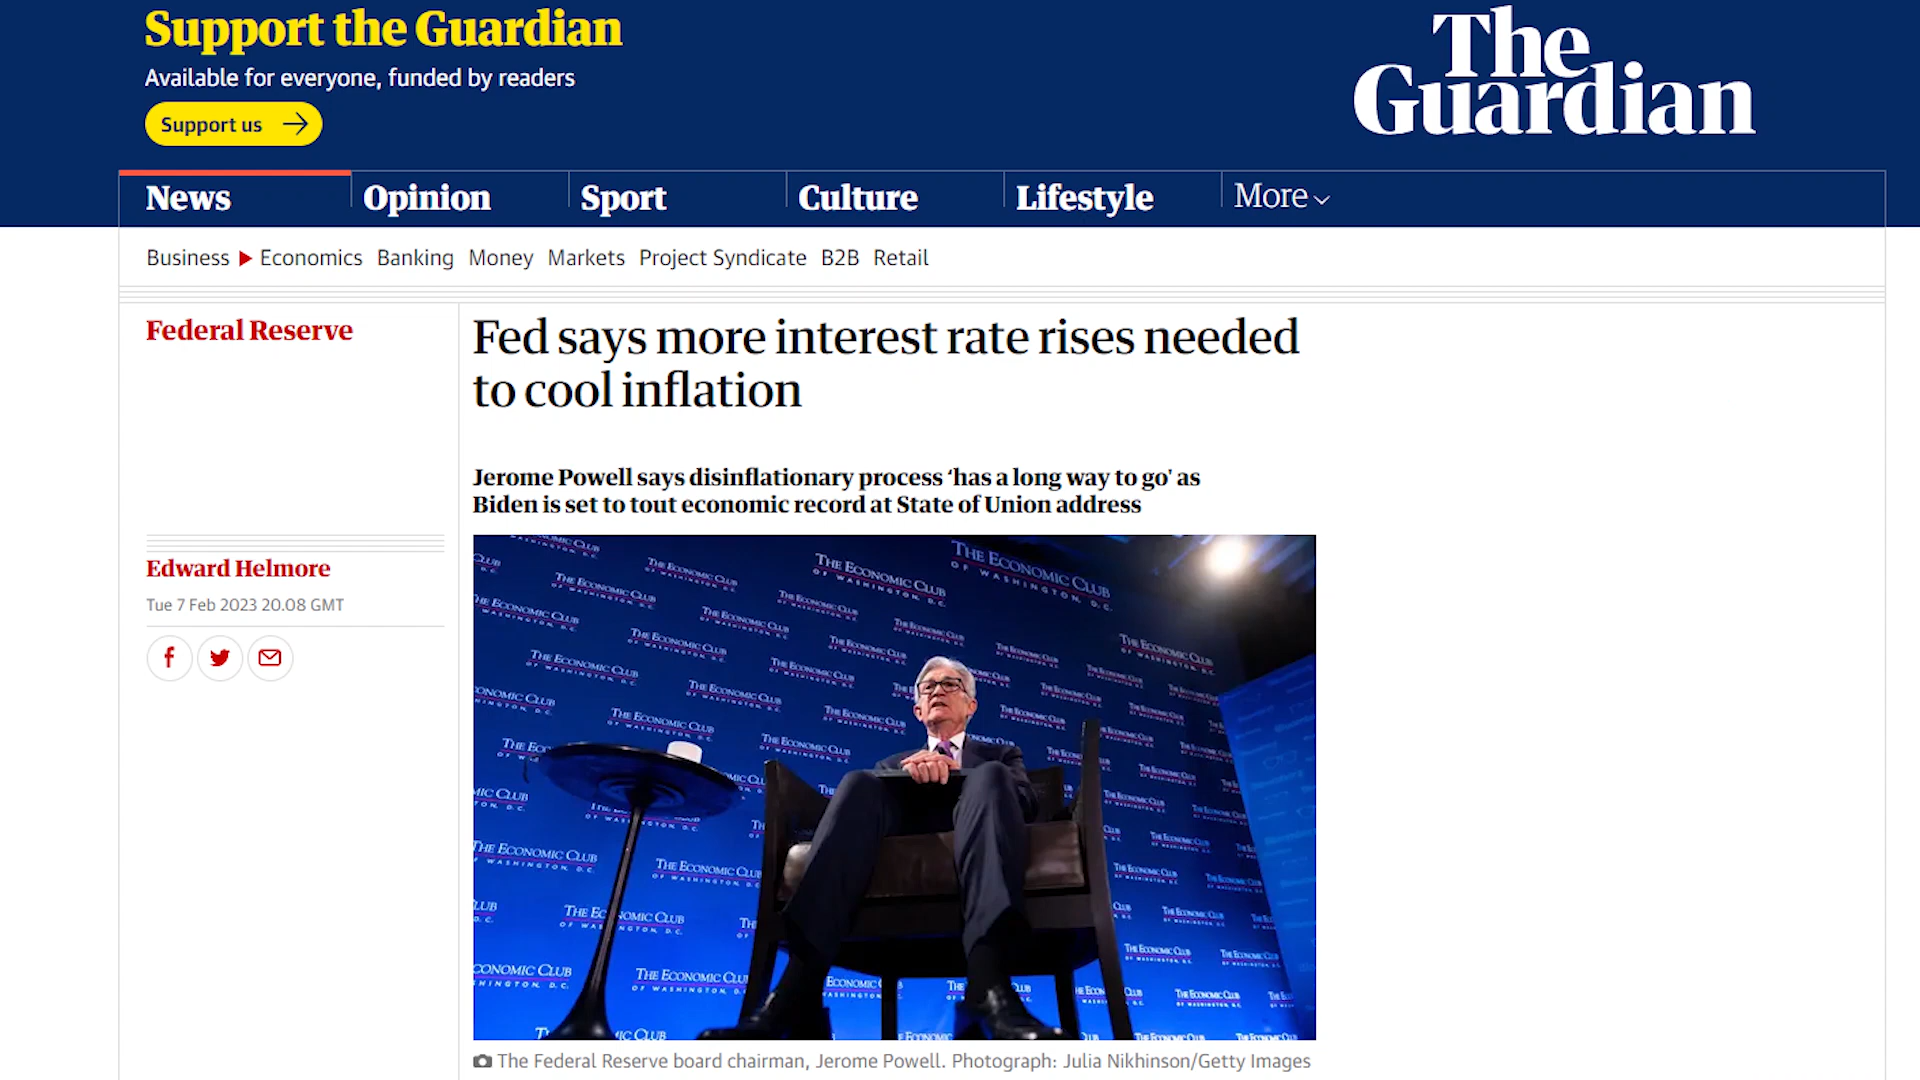 Support the Guardian
Available for everyone, funded by readers
Support us
The
Guardian
News Opinion Sport Culture Lifestyle More
Business Economics Banking Money Markets Project Syndicate B2B Retail
Federal Reserve
Fed says more interest rate rises needed
to cool inflation
Jerome Powell says disinflationary process ‘has a long way to go' as
Biden is set to tout economic record at State of Union address
Edward Helmore
Tue 7 Feb 2023 20.08 GMT
THE ECONOMIC CLUB
OF WASHINGTON, D.C.
The Federal Reserve board chairman, Jerome Powell. Photograph: Julia Nikhinson/Getty Images